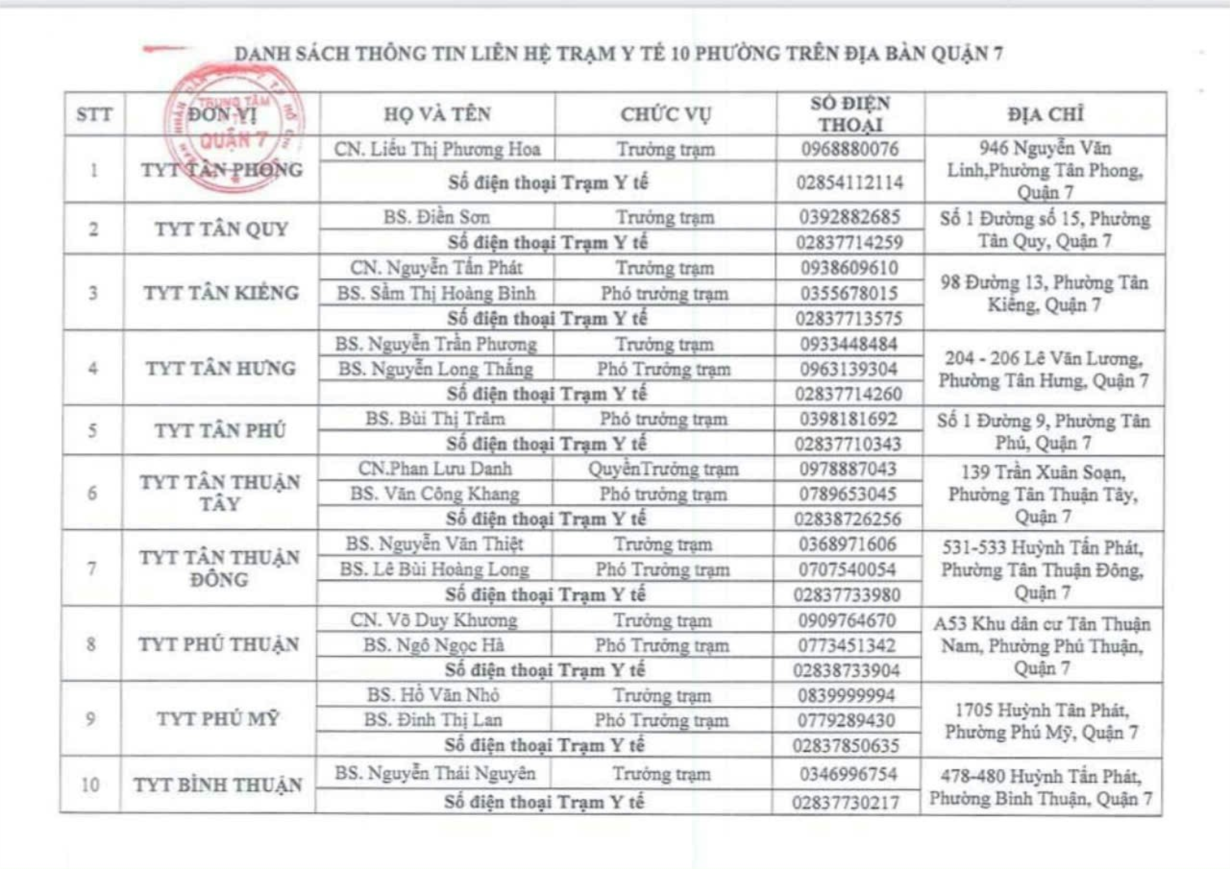 DANH SÁCH THÔNG TIN LIÊN HỆ TRẠM Y TẾ 10 PHƯỜNG TRÊN ĐỊA BÀN QUẬN 7
STT ĐƠN VỊ HỌ VÀ TÊN CHỨC VỤ SỐ ĐIỆN THOẠI ĐỊA CHỈ
TRUNG TÂM
Y TẾ
QUẬN 7
1 TYT TÂN PHONG
CN. Liểu Thị Phương Hoa Trưởng trạm 0968880076
Số điện thoại Trạm Y tế 02854112114
946 Nguyễn Văn
Linh,Phường Tân Phong,
Quận 7
2 TYT TÂN QUY
BS. Điền Sơn Trưởng trạm 0392882685
Số điện thoại Trạm Y tế 02837714259
Số 1 Đường số 15, Phường
Tân Quy, Quận 7
3 TYT TÂN KIỂNG
CN. Nguyễn Tấn Phát Trưởng trạm 0938609610
BS. Sầm Thị Hoàng Bình Phó trưởng trạm 0355678015
Số điện thoại Trạm Y tế 02837713575
98 Đường 13, Phường Tân
Kiểng, Quận 7
4 TYT TÂN HƯNG
BS. Nguyễn Trần Phương Trưởng trạm 0933448484
BS. Nguyễn Long Thắng Phó Trưởng trạm 0963139304
Số điện thoại Trạm Y tế 02837714260
204 - 206 Lê Văn Lương,
Phường Tân Hưng, Quận 7
5 TYT TÂN PHÚ
BS. Bùi Thị Trâm Phó trưởng trạm 0398181692
Số điện thoại Trạm Y tế 02837710343
Số 1 Đường 9, Phường Tân
Phú, Quận 7
6 TYT TÂN THUẬN
TÂY
CN.Phan Lưu Danh QuyềnTrưởng trạm 0978887043
BS. Văn Công Khang Phó trưởng trạm 0789653045
Số điện thoại Trạm Y tế 02838726256
139 Trần Xuân Soạn,
Phường Tân Thuận Tây,
Quận 7
7 TYT TÂN THUẬN
ĐÔNG
BS. Nguyễn Văn Thiệt Trưởng trạm 0368971606
BS. Lê Bùi Hoàng Long Phó Trưởng trạm 0707540054
Số điện thoại Trạm Y tế 02837733980
531-533 Huỳnh Tấn Phát,
Phường Tân Thuận Đông,
Quận 7
8 TYT PHÚ THUẬN
CN. Võ Duy Khương Trưởng trạm 0909764670
BS. Ngô Ngọc Hà Phó Trưởng trạm 0773451342
Số điện thoại Trạm Y tế 02838733904
A53 Khu dân cư Tân Thuận
Nam, Phường Phú Thuận,
Quận 7
9 TYT PHÚ MỸ
BS. Hồ Văn Nhỏ Trưởng trạm 0839999994
BS. Đinh Thị Lan Phó Trưởng trạm 0779289430
Số điện thoại Trạm Y tế 02837850635
1705 Huỳnh Tân Phát,
Phường Phú Mỹ, Quận 7
10 TYT BÌNH THUẬN
BS. Nguyễn Thái Nguyên Trưởng trạm 0346996754
Số điện thoại Trạm Y tế 02837730217
478-480 Huỳnh Tấn Phát,
Phường Bình Thuận, Quận 7